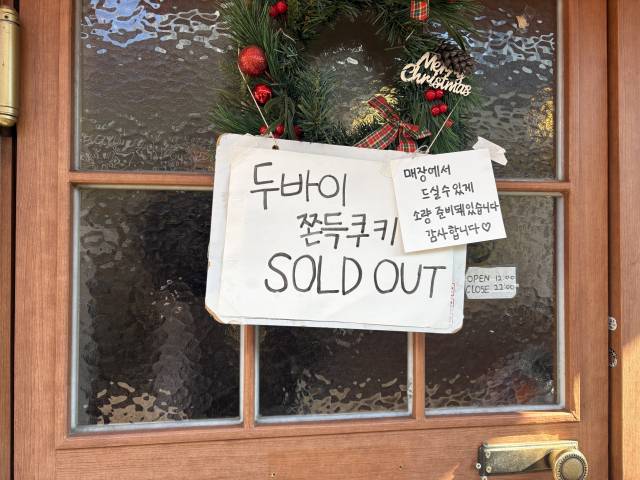 Merry
Christmas
두바이
쫀득쿠키
SOLD OUT
매장에서
드실수있게
소량 준비돼있습니다
감사합니다♡
OPEN 12:00
CLOSE 22:00